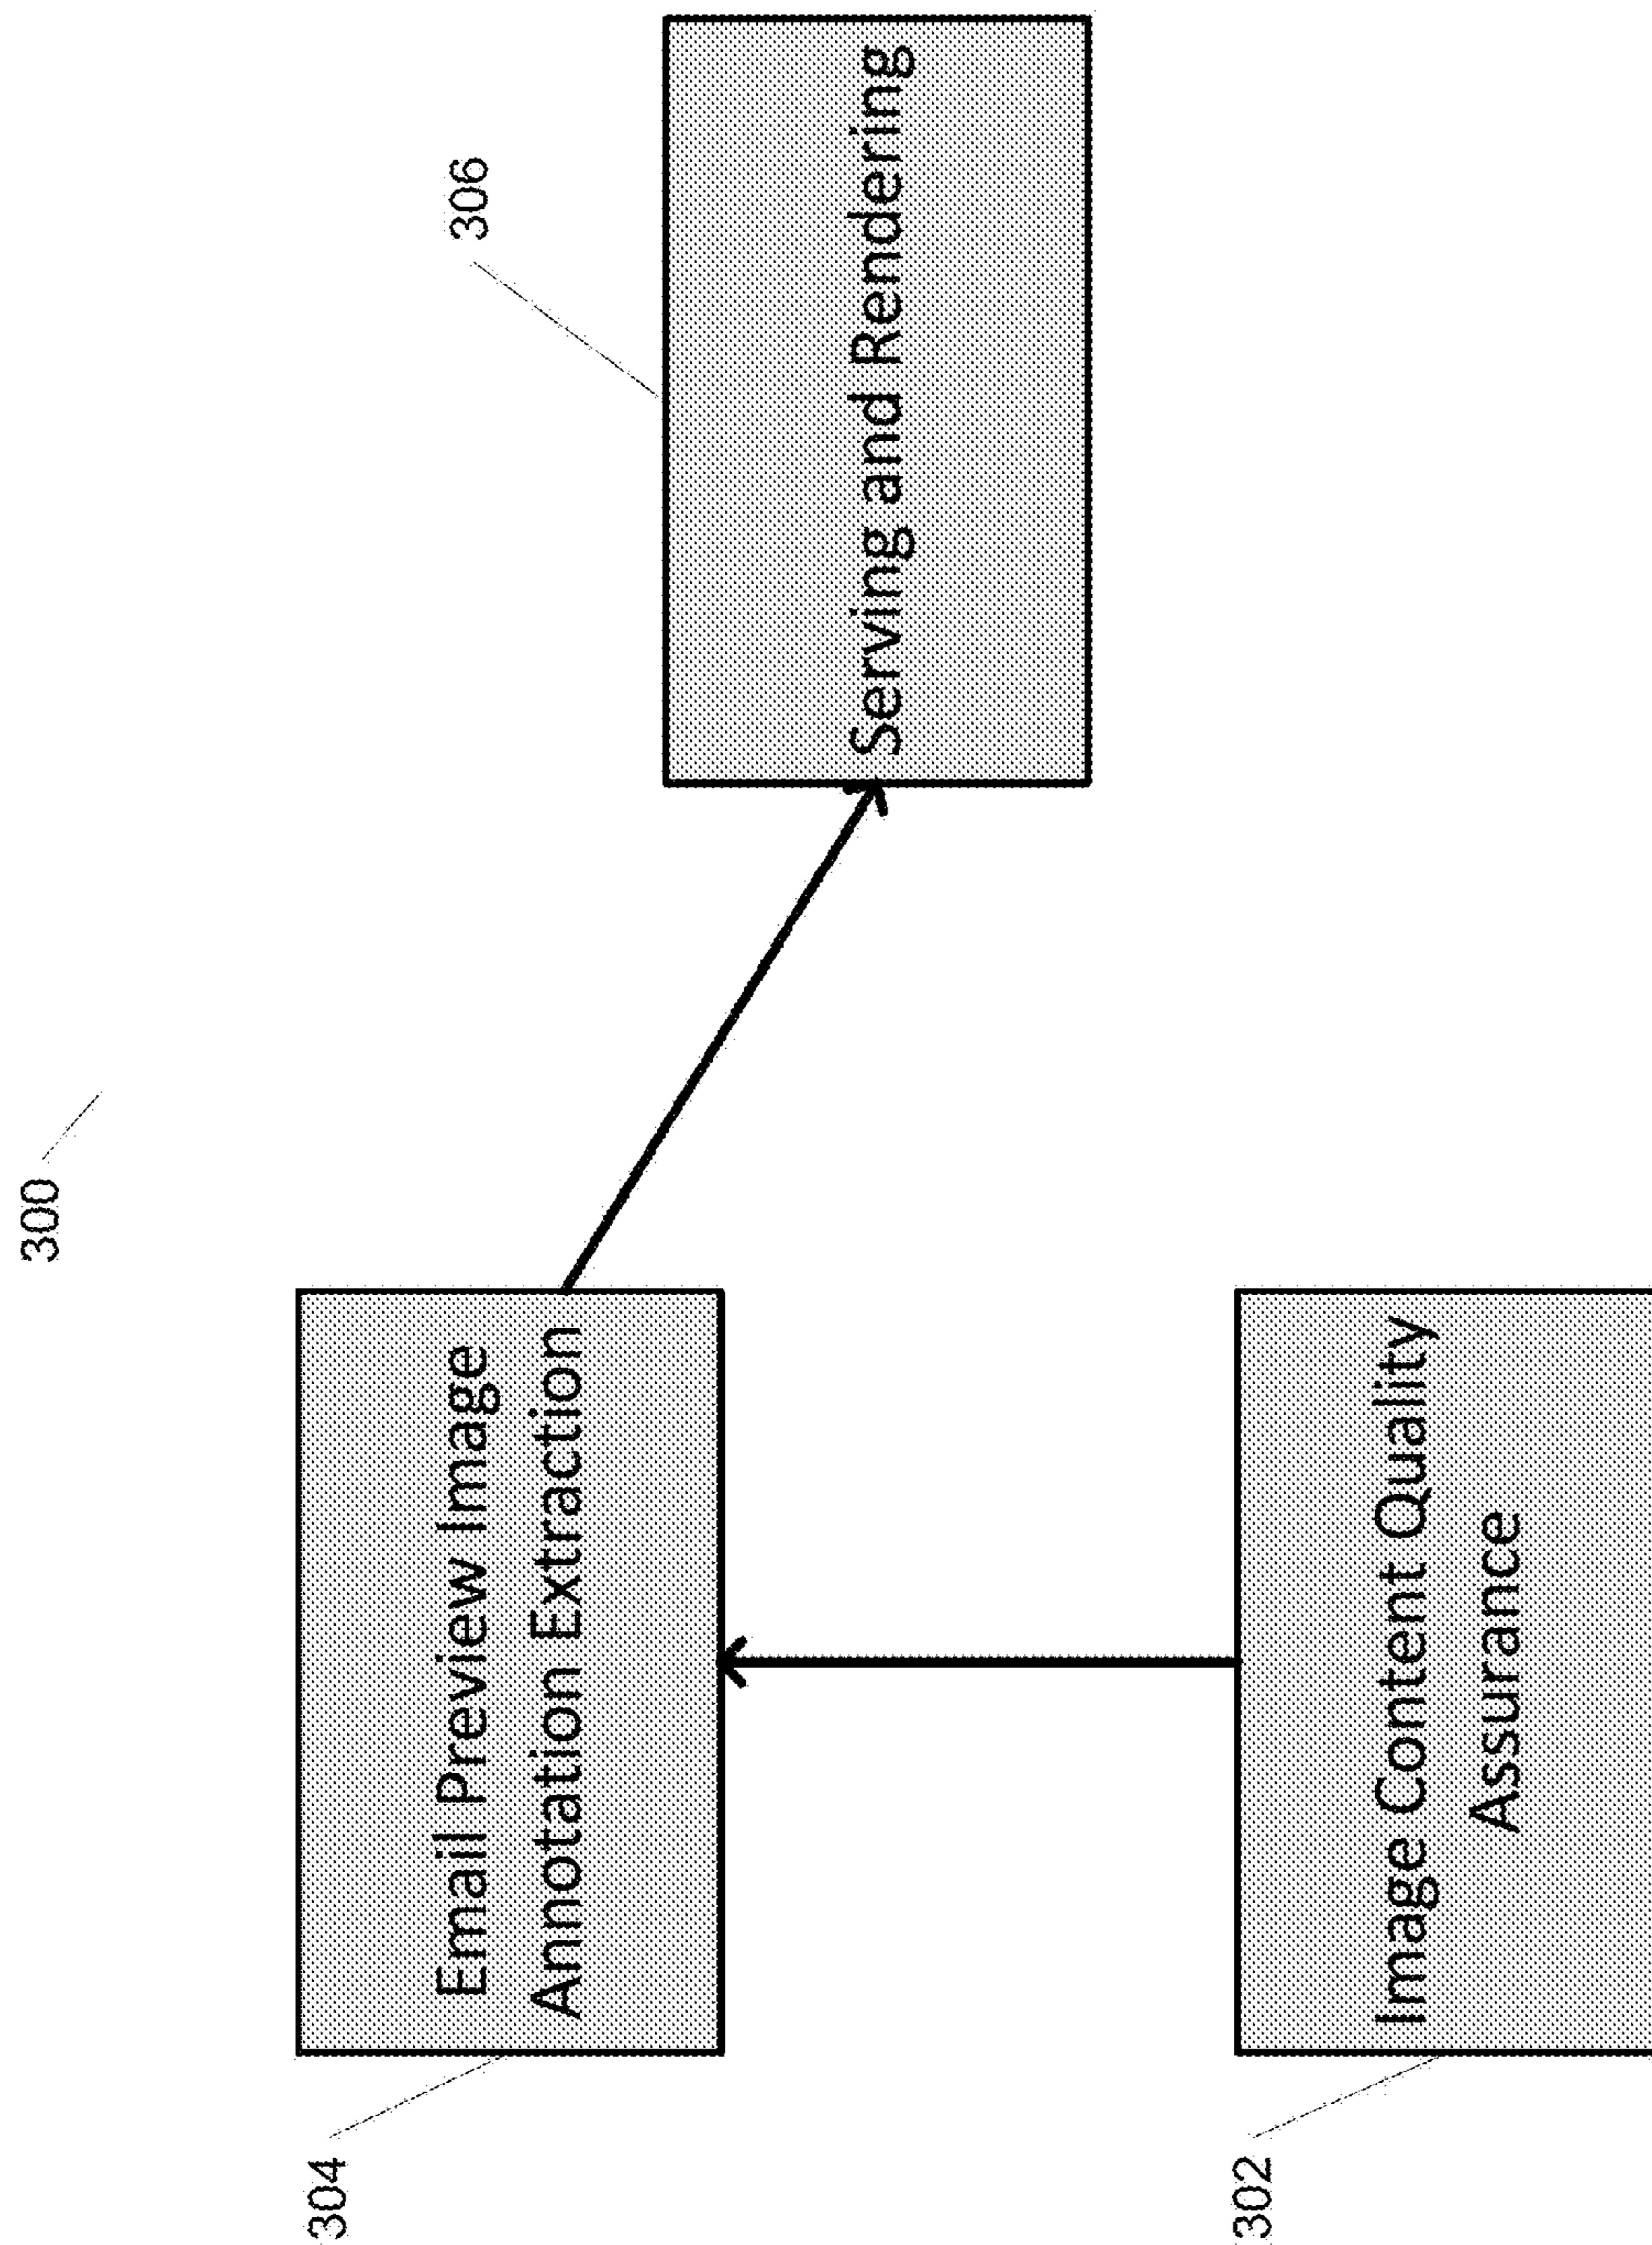 300
304
Email Preview Image
Annotation Extraction
306
Serving and Rendering
302
Image Content Quality
Assurance